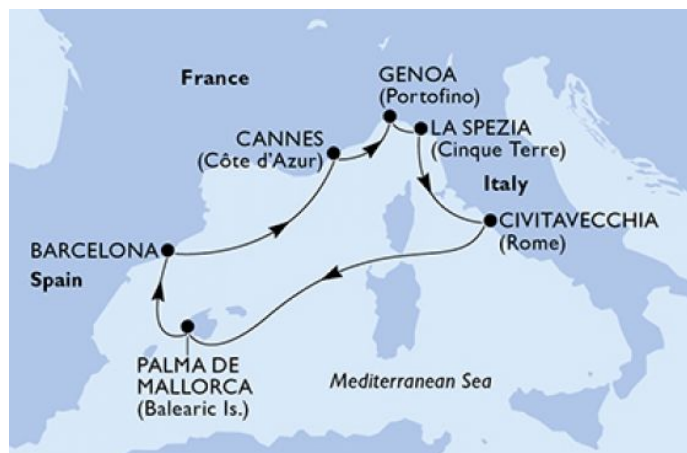 France
GENOA
(Portofino)
CANNES
(Côte d'Azur)
LA SPEZIA
(Cinque Terre)
Italy
CIVITAVECCHIA
(Rome)
BARCELONA
Spain
PALMA DE
MALLORCA
(Balearic Is.)
Mediterranean Sea